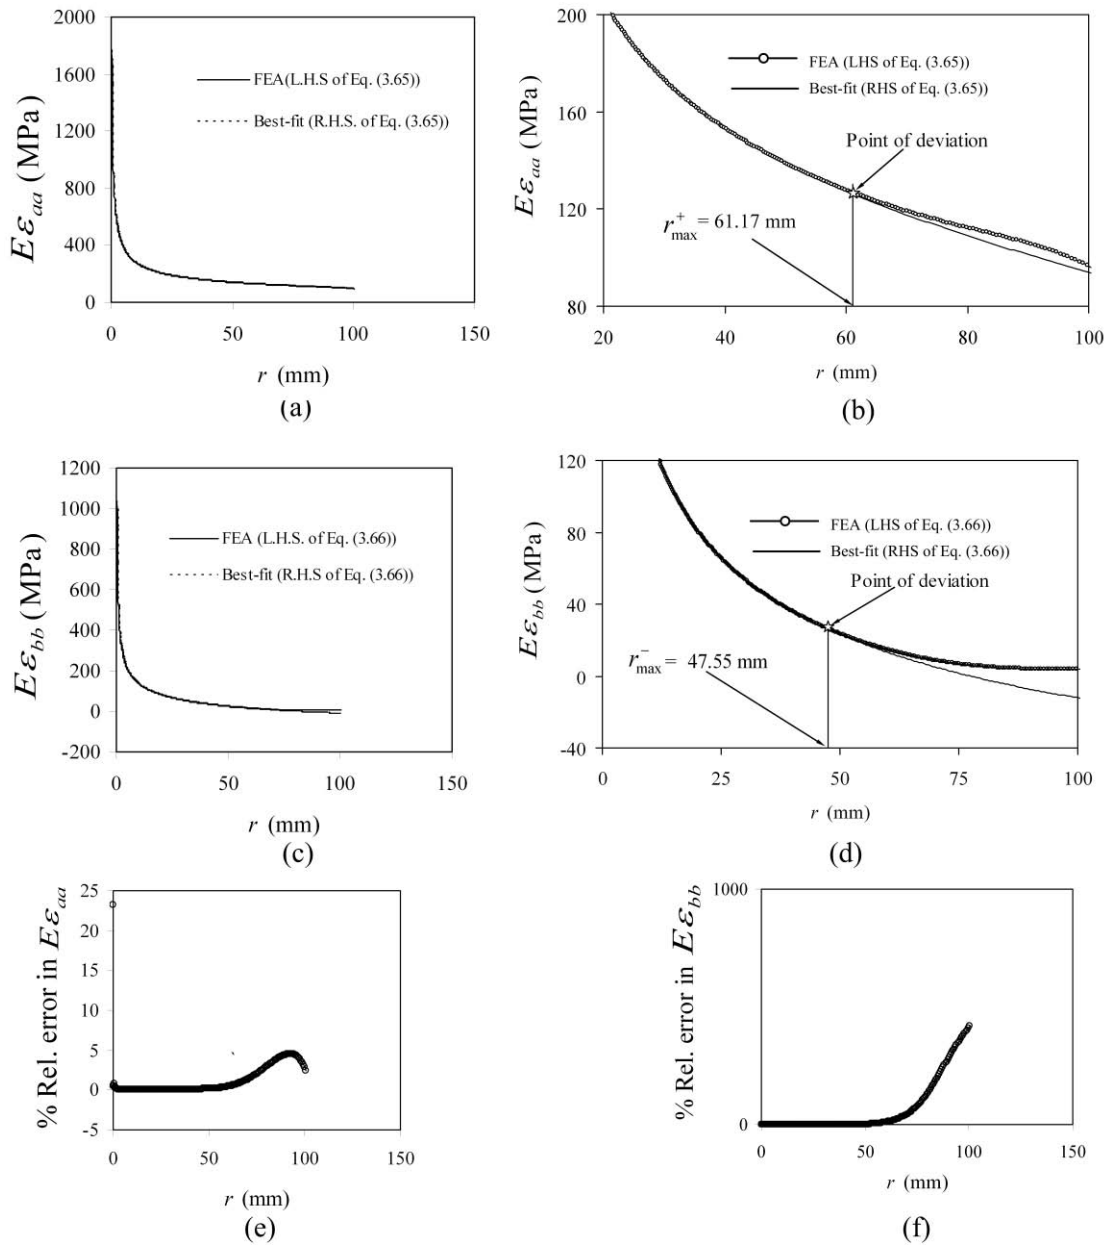 2000
1600
1200
800
400
0
Eε_aa (MPa)
FEA(L.H.S of Eq. (3.65))
Best-fit (R.H.S. of Eq. (3.65))
0 50 100 150
r (mm)
(a)
200
160
120
80
Eε_aa (MPa)
FEA (LHS of Eq. (3.65))
Best-fit (RHS of Eq. (3.65))
Point of deviation
r⁺_max = 61.17 mm
20 40 60 80 100
r (mm)
(b)
1200
1000
800
600
400
200
0
-200
Eε_bb (MPa)
FEA (L.H.S. of Eq. (3.66))
Best-fit (R.H.S of Eq. (3.66))
0 50 100 150
r (mm)
(c)
120
80
40
0
-40
Eε_bb (MPa)
FEA (LHS of Eq. (3.66))
Best-fit (RHS of Eq. (3.66))
Point of deviation
r⁻_max = 47.55 mm
0 25 50 75 100
r (mm)
(d)
25
20
15
10
5
0
-5
% Rel. error in Eε_aa
0 50 100 150
r (mm)
(e)
1000
0
% Rel. error in Eε_bb
0 50 100 150
r (mm)
(f)